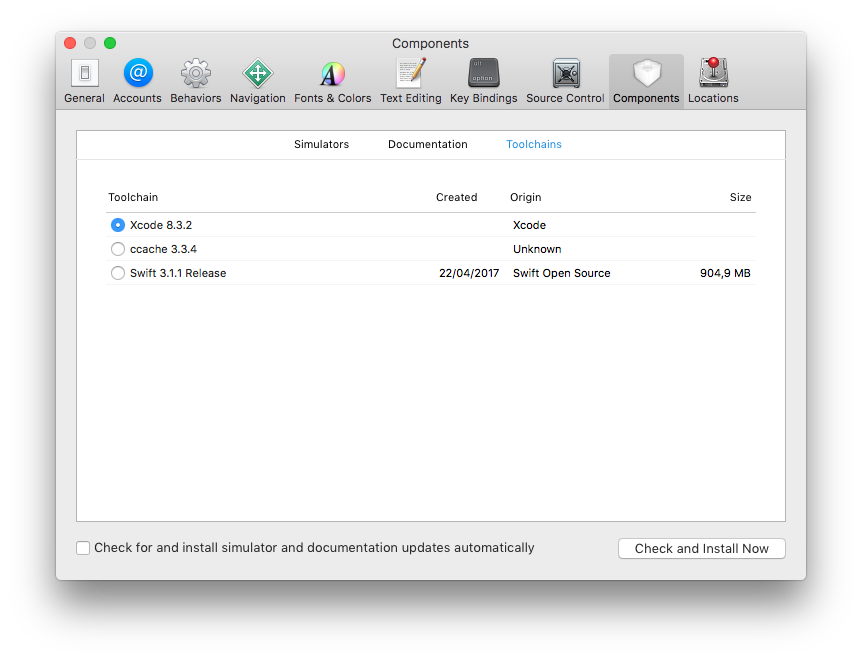 Components
General Accounts Behaviors Navigation Fonts & Colors Text Editing Key Bindings Source Control Components Locations
alt
option
Simulators Documentation Toolchains
Toolchain Created Origin Size
Xcode 8.3.2 Xcode
ccache 3.3.4 Unknown
Swift 3.1.1 Release 22/04/2017 Swift Open Source 904,9 MB
Check for and install simulator and documentation updates automatically Check and Install Now